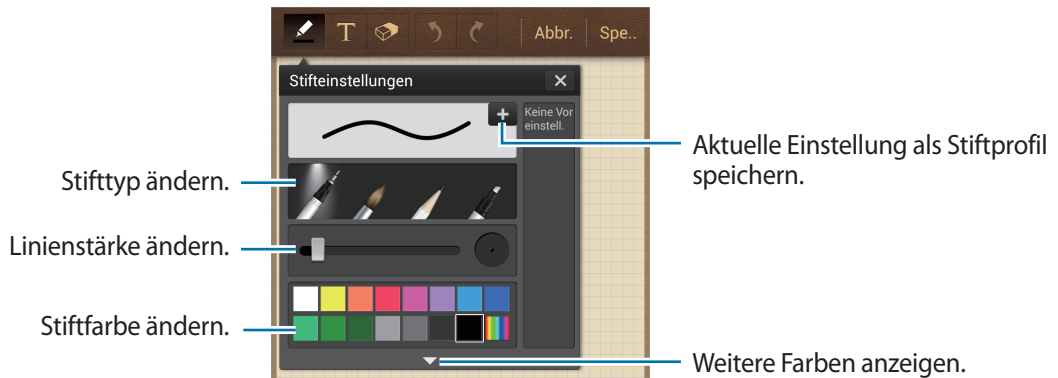 T Abbr. Spe..
Stifteinstellungen
Keine Vor
einstell.
Aktuelle Einstellung als Stiftprofil
speichern.
Stifttyp ändern.
Linienstärke ändern.
Stiftfarbe ändern.
Weitere Farben anzeigen.